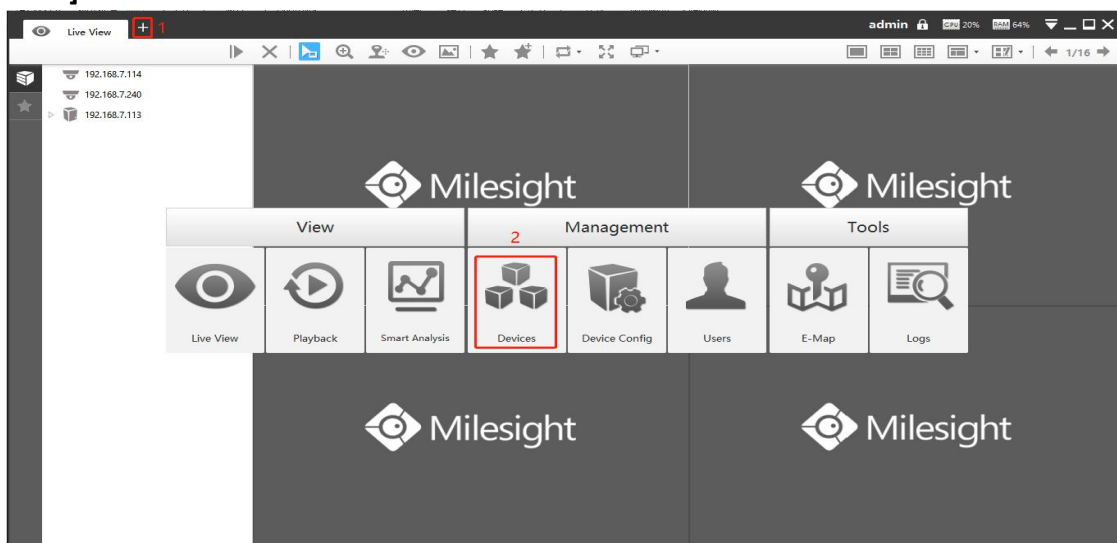 Live View + 1 admin CPU 20% RAM 64%
1/16
192.168.7.114
192.168.7.240
192.168.7.113
Milesight Milesight
View 2 Management Tools
Live View Playback Smart Analysis Devices Device Config Users E-Map Logs
Milesight Milesight